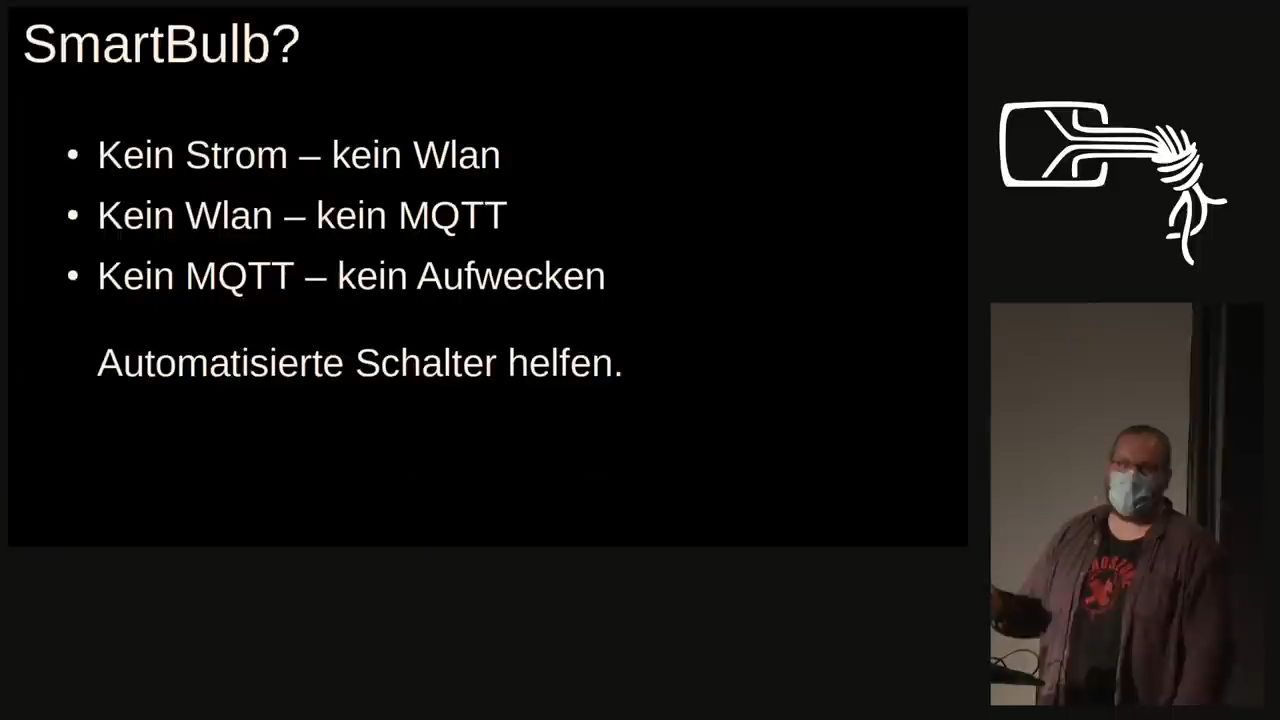 SmartBulb?
• Kein Strom – kein Wlan
• Kein Wlan – kein MQTT
• Kein MQTT – kein Aufwecken
Automatisierte Schalter helfen.